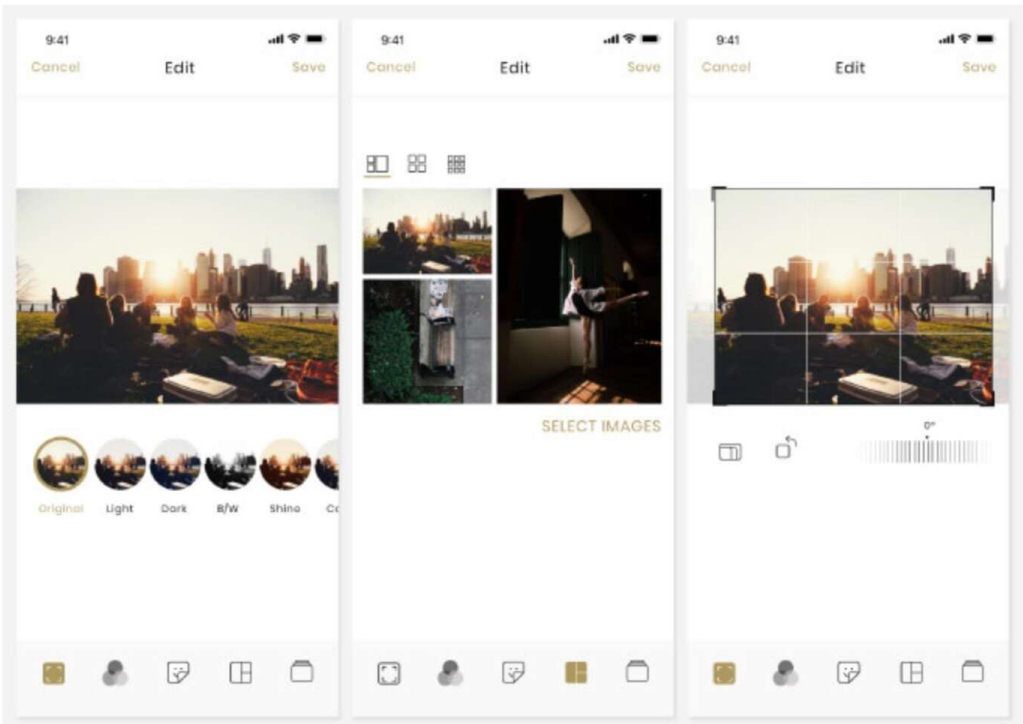 9:41
Cancel Edit Save
Original Light Dark B/W Shine Co
9:41
Cancel Edit Save
SELECT IMAGES
9:41
Cancel Edit Save
0°